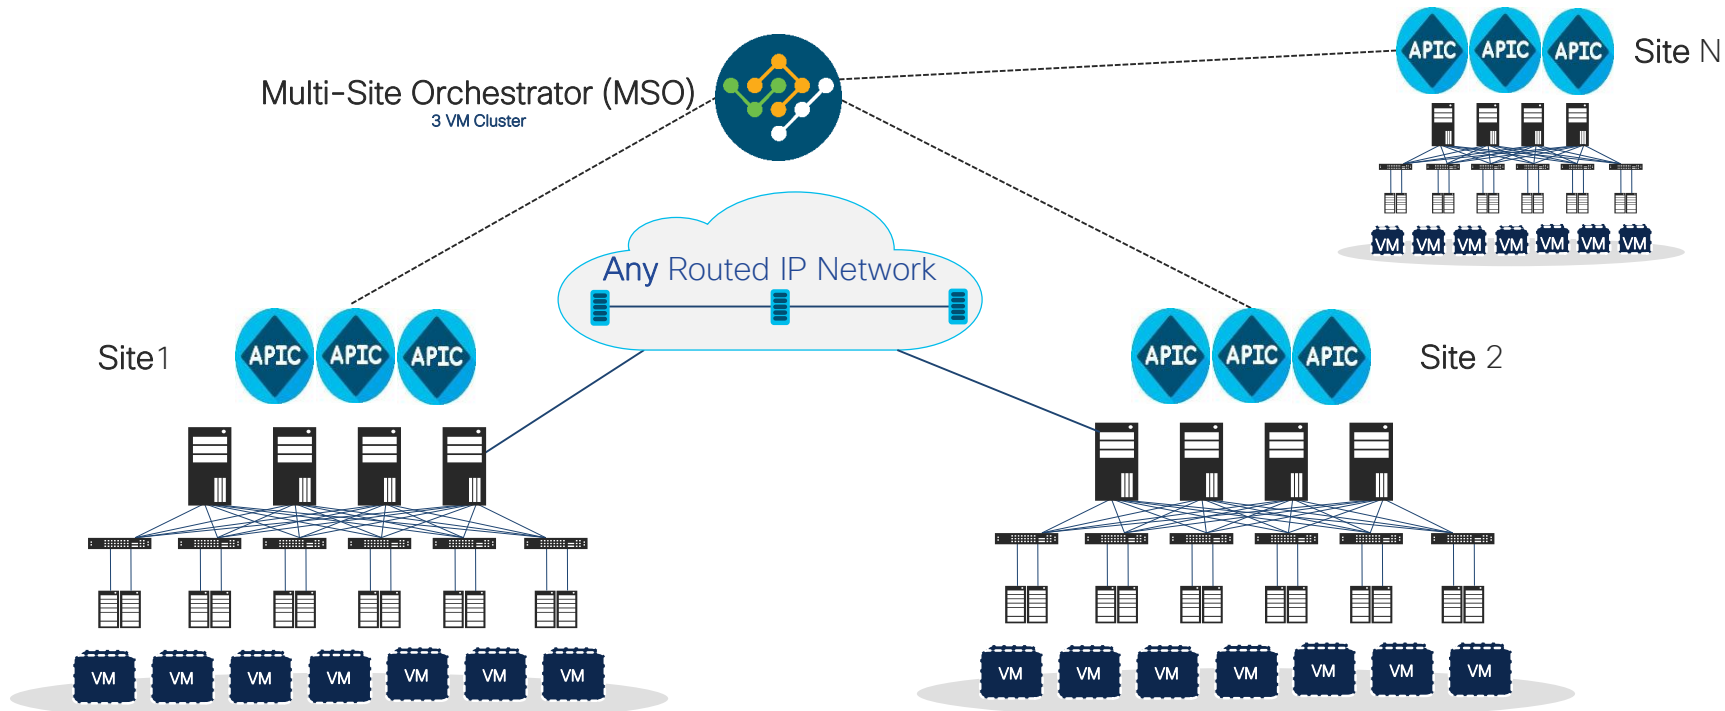 APIC APIC APIC Site N
Multi-Site Orchestrator (MSO)
3 VM Cluster
VM VM VM VM VM VM VM
Any Routed IP Network
Site1 APIC APIC APIC
APIC APIC APIC Site 2
VM VM VM VM VM VM VM
VM VM VM VM VM VM VM